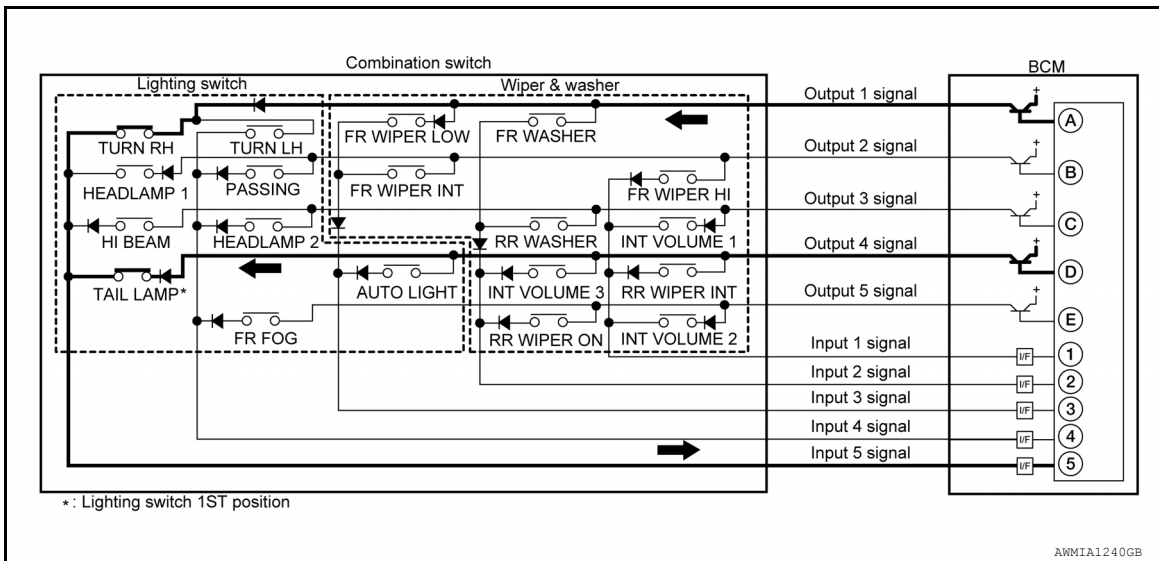 Combination switch
BCM
Lighting switch
Wiper & washer
Output 1 signal
A
TURN RH
TURN LH
FR WIPER LOW
FR WASHER
Output 2 signal
B
HEADLAMP 1
PASSING
FR WIPER INT
FR WIPER HI
Output 3 signal
C
HI BEAM
HEADLAMP 2
RR WASHER
INT VOLUME 1
Output 4 signal
D
TAIL LAMP*
AUTO LIGHT
INT VOLUME 3
RR WIPER INT
Output 5 signal
E
FR FOG
RR WIPER ON
INT VOLUME 2
Input 1 signal
I/F
1
Input 2 signal
I/F
2
Input 3 signal
I/F
3
Input 4 signal
I/F
4
Input 5 signal
I/F
5
*: Lighting switch 1ST position
AWMIA1240GB